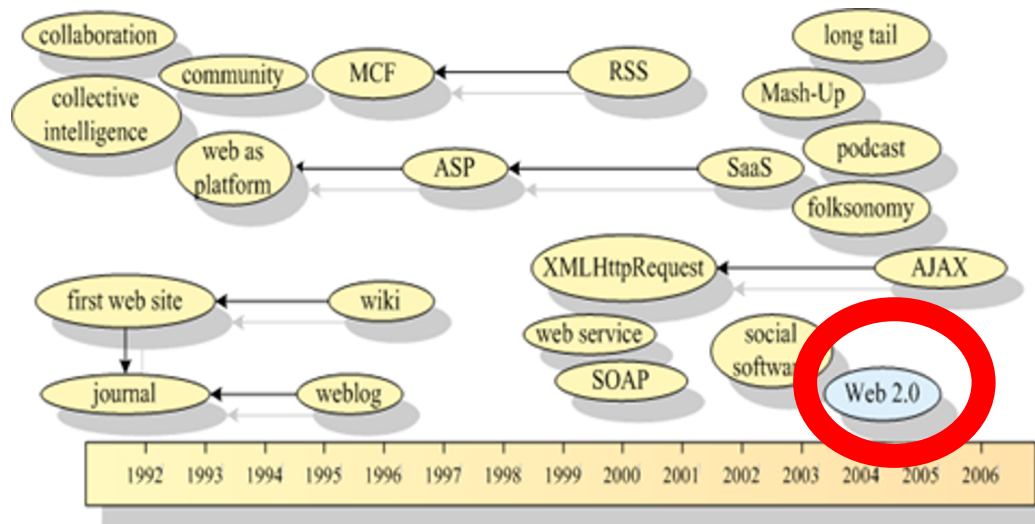 collaboration
community
collective
intelligence
MCF
RSS
long tail
Mash-Up
web as
platform
ASP
SaaS
podcast
folksonomy
XMLHttpRequest
AJAX
first web site
wiki
web service
social
software
journal
weblog
SOAP
Web 2.0
1992 1993 1994 1995 1996 1997 1998 1999 2000 2001 2002 2003 2004 2005 2006